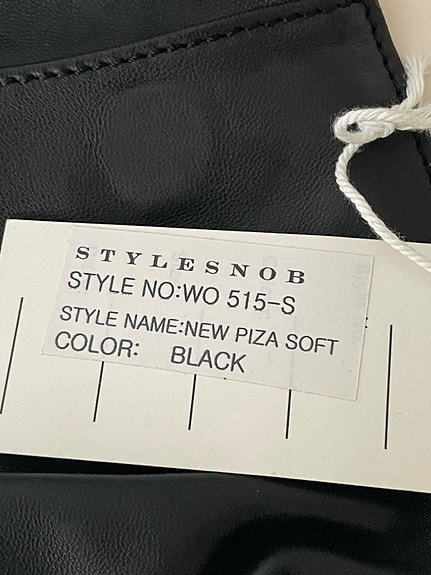 STYLESNOB
STYLE NO:WO 515-S
STYLE NAME:NEW PIZA SOFT
COLOR: BLACK